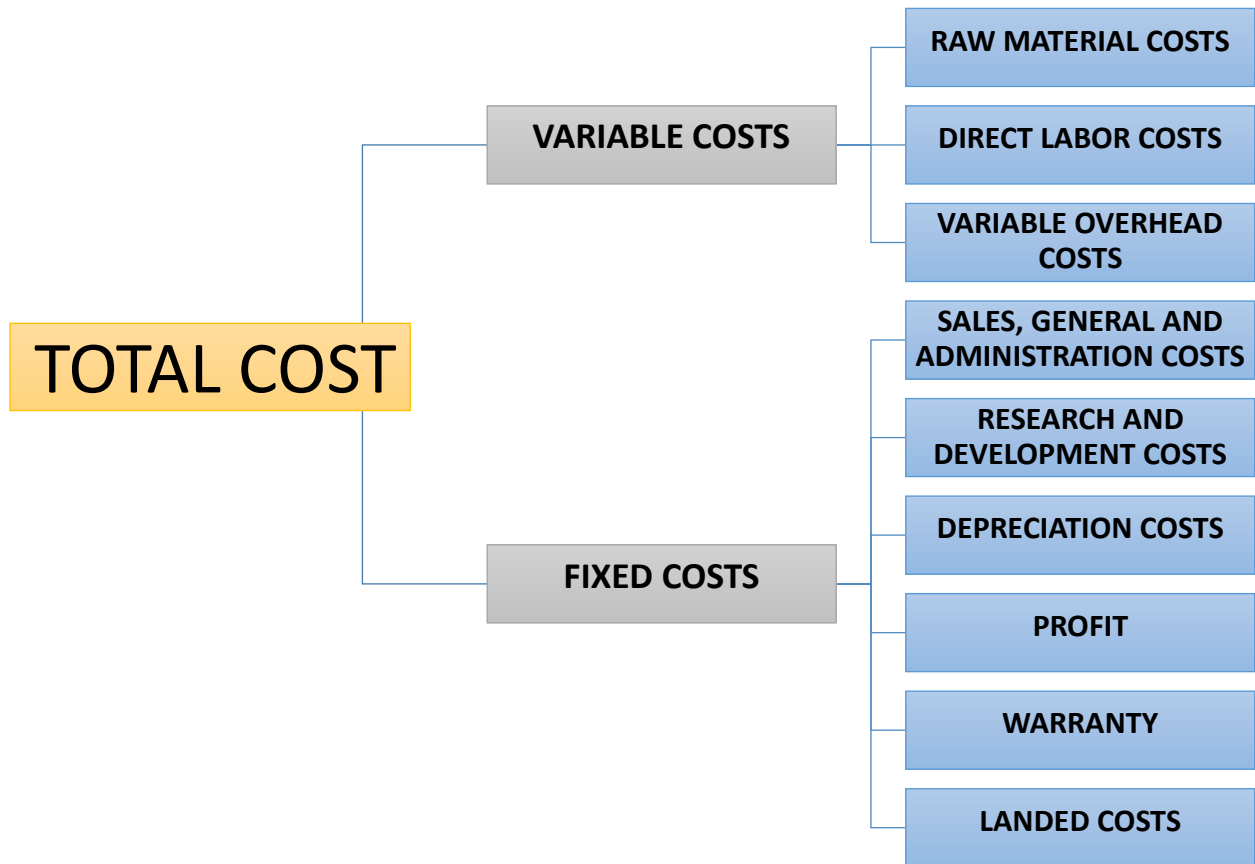 TOTAL COST
VARIABLE COSTS
RAW MATERIAL COSTS
DIRECT LABOR COSTS
VARIABLE OVERHEAD
COSTS
FIXED COSTS
SALES, GENERAL AND
ADMINISTRATION COSTS
RESEARCH AND
DEVELOPMENT COSTS
DEPRECIATION COSTS
PROFIT
WARRANTY
LANDED COSTS